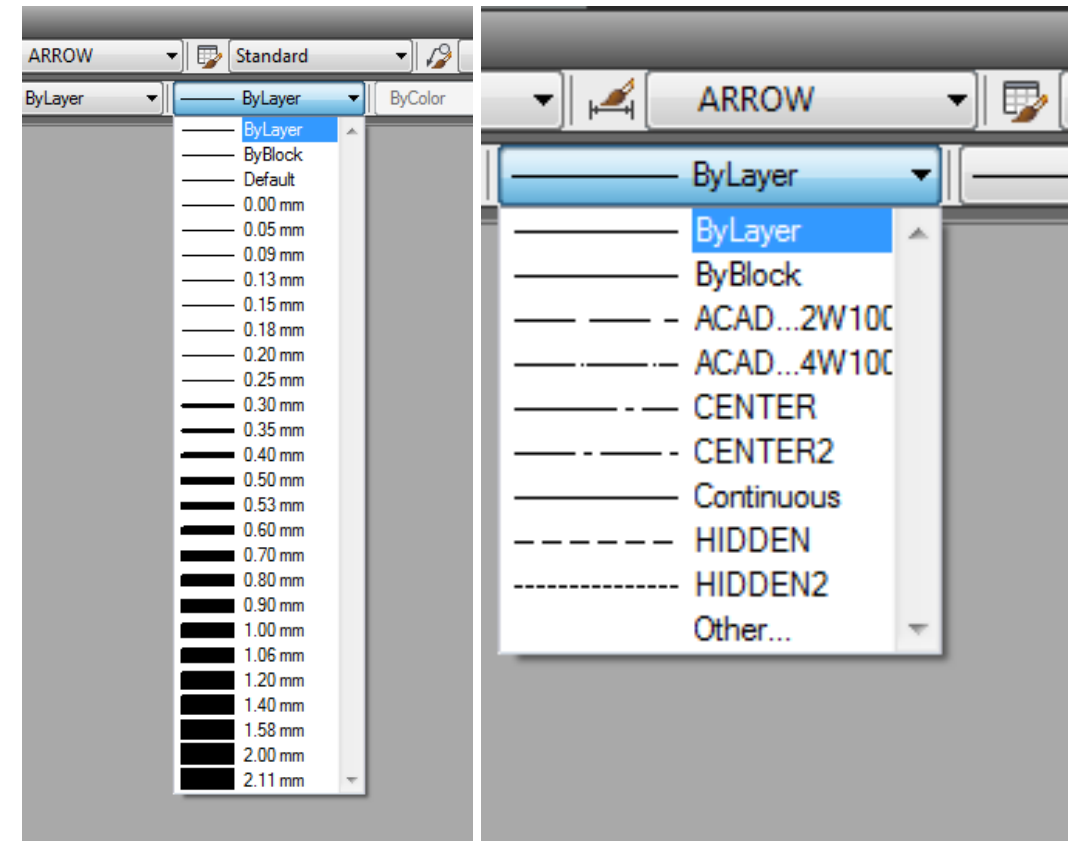 ARROW Standard
ByLayer ByLayer ByColor
ByLayer
ByBlock
Default
0.00 mm
0.05 mm
0.09 mm
0.13 mm
0.15 mm
0.18 mm
0.20 mm
0.25 mm
0.30 mm
0.35 mm
0.40 mm
0.50 mm
0.53 mm
0.60 mm
0.70 mm
0.80 mm
0.90 mm
1.00 mm
1.06 mm
1.20 mm
1.40 mm
1.58 mm
2.00 mm
2.11 mm
ARROW
ByLayer
ByLayer
ByBlock
ACAD...2W100
ACAD...4W100
CENTER
CENTER2
Continuous
HIDDEN
HIDDEN2
Other...